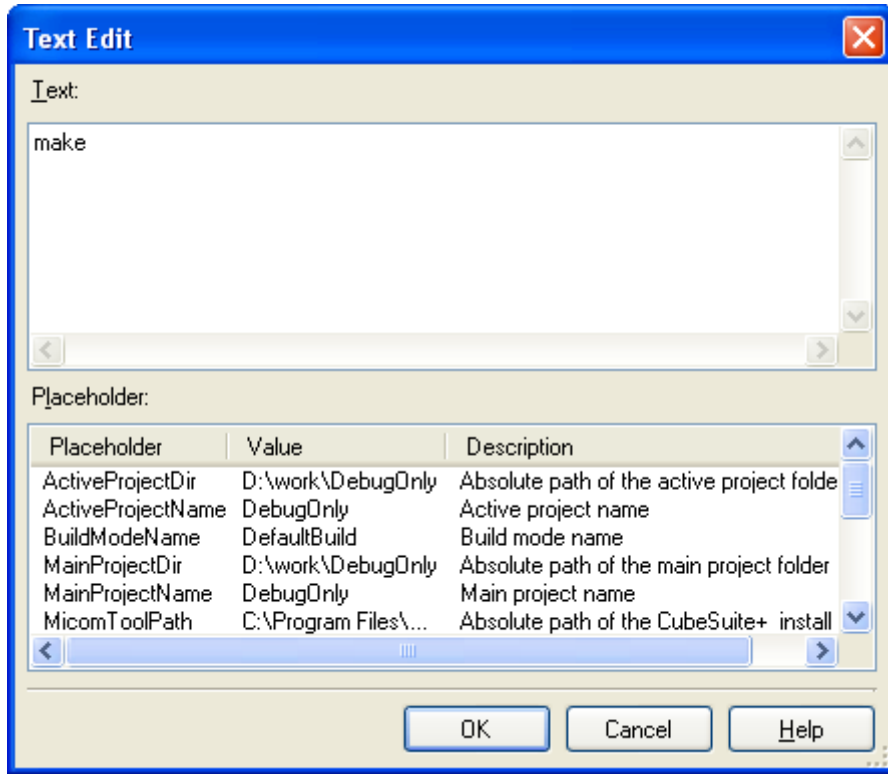 Text Edit
Text:
make
Placeholder:
Placeholder Value Description
ActiveProjectDir D:\work\DebugOnly Absolute path of the active project folde
ActiveProjectName DebugOnly Active project name
BuildModeName DefaultBuild Build mode name
MainProjectDir D:\work\DebugOnly Absolute path of the main project folder
MainProjectName DebugOnly Main project name
MicomToolPath C:\Program Files\... Absolute path of the CubeSuite+ install
OK Cancel Help